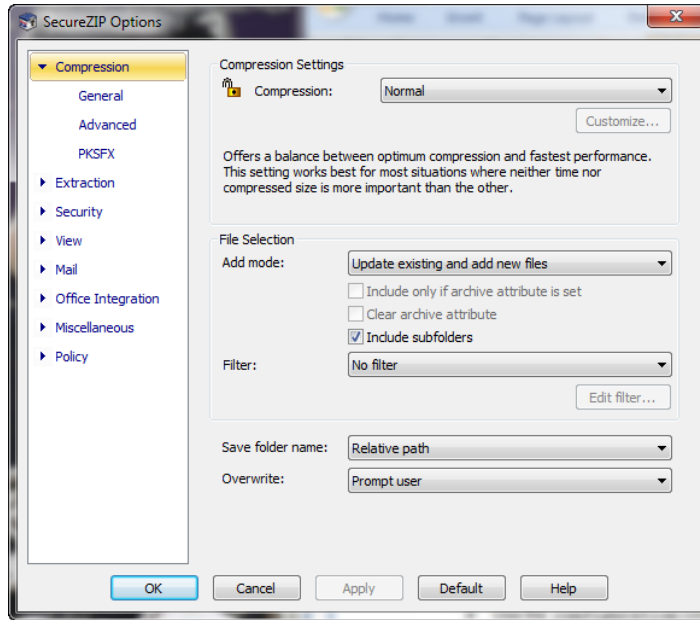 SecureZIP Options
Compression
General
Advanced
PKSFX
Extraction
Security
View
Mail
Office Integration
Miscellaneous
Policy
Compression Settings
Compression: Normal
Customize...
Offers a balance between optimum compression and fastest performance.
This setting works best for most situations where neither time nor
compressed size is more important than the other.
File Selection
Add mode: Update existing and add new files
Include only if archive attribute is set
Clear archive attribute
Include subfolders
Filter: No filter
Edit filter...
Save folder name: Relative path
Overwrite: Prompt user
OK Cancel Apply Default Help